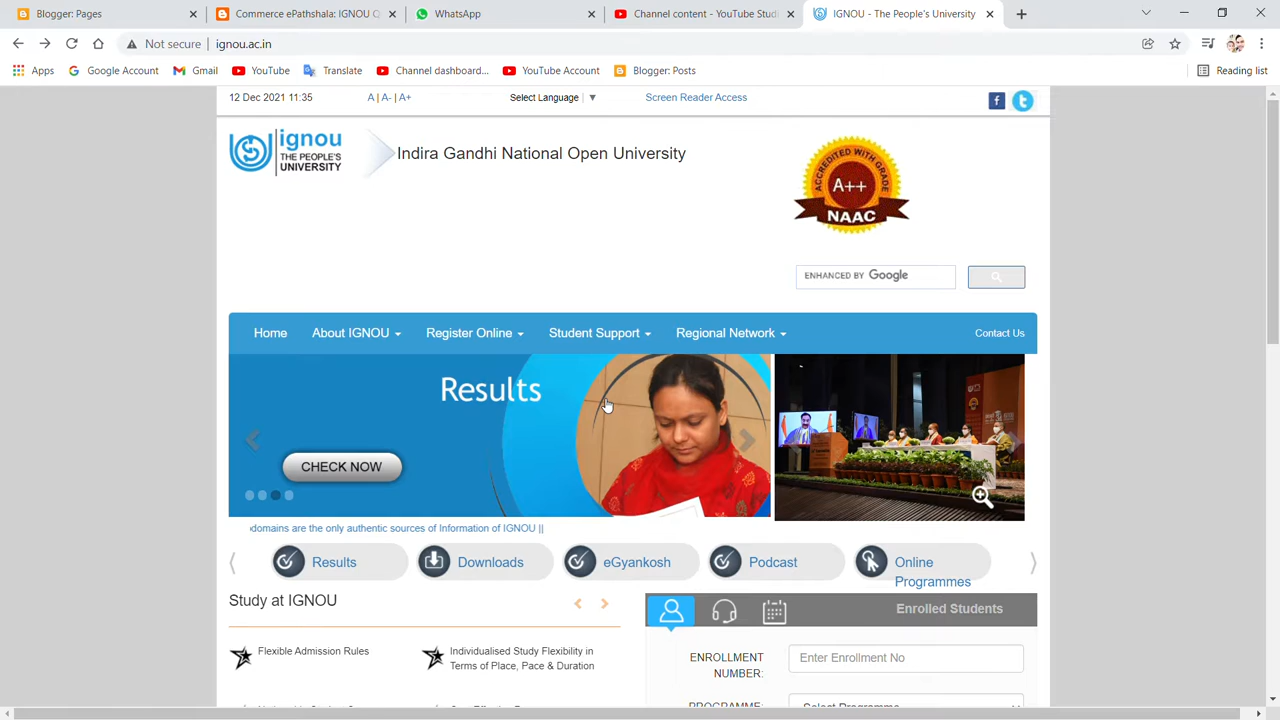 Blogger: Pages
Commerce ePathshala: IGNOU Q
WhatsApp
Channel content - YouTube Stud
IGNOU - The People's University
Not secure
ignou.ac.in
Apps
Google Account
Gmail
YouTube
Translate
Channel dashboard...
YouTube Account
Blogger: Posts
Reading list
12 Dec 2021 11:35
A | A- | A+
Select Language | ▼
Screen Reader Access
ignou
THE PEOPLE'S
UNIVERSITY
Indira Gandhi National Open University
ACCREDITED WITH GRADE
A++
NAAC
ENHANCED BY Google
Home
About IGNOU
Register Online
Student Support
Regional Network
Contact Us
Results
CHECK NOW
domains are the only authentic sources of Information of IGNOU ||
Results
Downloads
eGyankosh
Podcast
Online
Programmes
Study at IGNOU
Enrolled Students
Flexible Admission Rules
Individualised Study Flexibility in
Terms of Place, Pace & Duration
ENROLLMENT
NUMBER:
Enter Enrollment No
PROGRAMME:
Select Programme